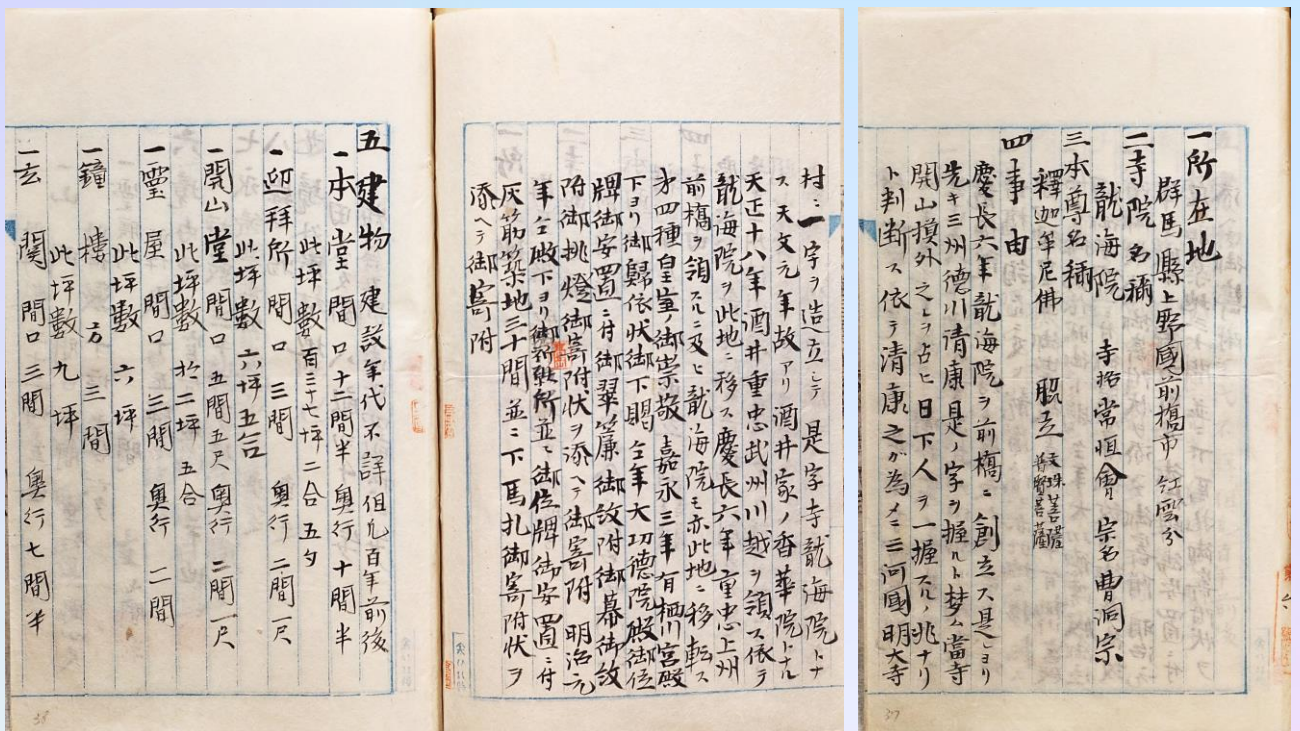 一所在地
群馬縣上野國前橋市紅雲分
二寺院名稱
龍海院　寺格常恒會　宗名曹洞宗
三本尊名稱
釋迦牟尼佛　脇立　文珠菩薩　普賢菩薩
四事由
慶長六年龍海院ヲ前橋ニ創立ス是ヨリ
先キ三州徳川清康是ノ字ヲ握ルト梦ム當寺
開山摸外之レヲ占ヒ日下人ヲ一握スルノ兆ナリ
ト判断ス依テ清康之ガ為メニ三河國明大寺
村ニ一宇ヲ造立シテ是字寺龍海院トナ
ス天文元年故アリ酒井家ノ香華院トナル
天正十八年酒井重忠武州川越ヲ領ス依テ
龍海院ヲ此地ニ移ス慶長六年重忠上州
前橋ヲ領スルニ及ヒ龍海院モ亦此地ニ移転ス
才四種皇室ノ御崇敬　嘉永三年有栖川宮殿
下ヨリ御歸依状御下賜仝年大功徳院殿御位
牌御安置ニ付御翠簾御紋附御幕御紋
附御桃燈御寄附状ヲ添ヘテ御寄附　明治元
年仝殿下ヨリ御祈願所並ニ御位牌御安置ニ付
灰筋築地三十間並ニ下馬札御寄附状ヲ
添ヘテ御寄附
五建物　建設年代不詳但凡百年前後
一本堂　間口十二間半　奥行十間半
此坪數百三十七坪二合五夕
一迎拜所　間口三間　奥行二間一尺
此坪數六坪五合
一開山堂　間口五間五尺　奥行二間一尺
此坪數十二坪五合
一靈屋　間口三間　奥行二間
此坪數六坪
一鐘樓　方三間
此坪數九坪
一玄関　間口三間　奥行七間半
38
37